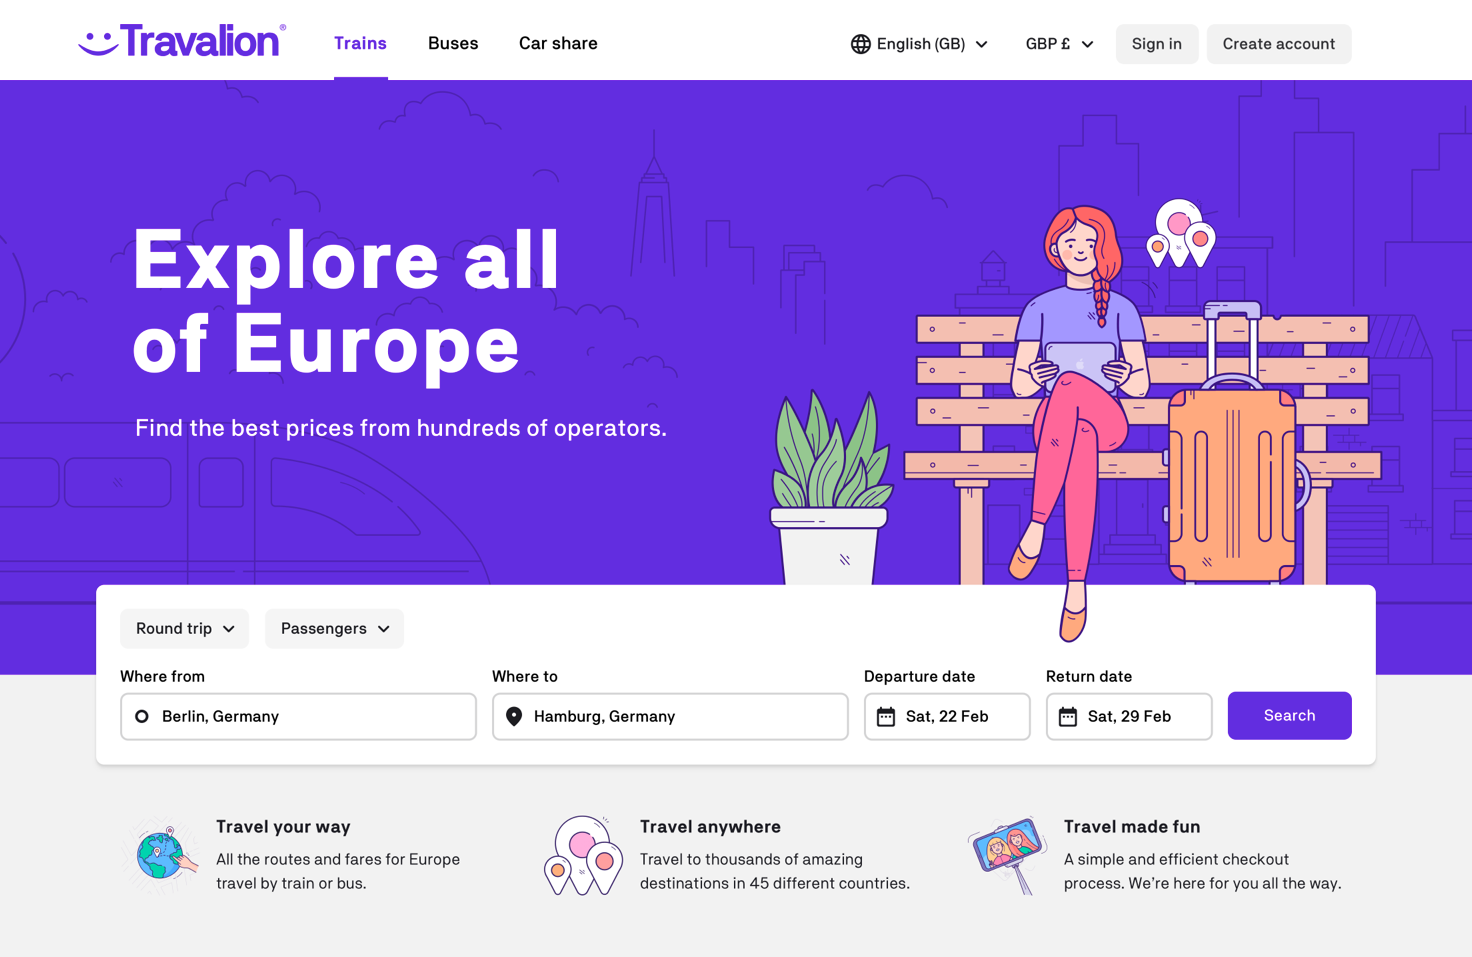 Travalion®
Trains
Buses
Car share
English (GB)
GBP £
Sign in
Create account
Explore all
of Europe
Find the best prices from hundreds of operators.
Round trip
Passengers
Where from
Berlin, Germany
Where to
Hamburg, Germany
Departure date
Sat, 22 Feb
Return date
Sat, 29 Feb
Search
Travel your way
All the routes and fares for Europe
travel by train or bus.
Travel anywhere
Travel to thousands of amazing
destinations in 45 different countries.
Travel made fun
A simple and efficient checkout
process. We’re here for you all the way.